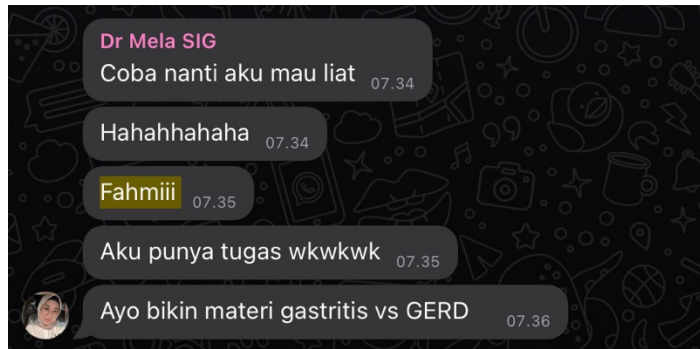 Dr Mela SIG
Coba nanti aku mau liat 07.34
Hahahhahaha 07.34
Fahmiii 07.35
Aku punya tugas wkwkwk 07.35
Ayo bikin materi gastritis vs GERD 07.36